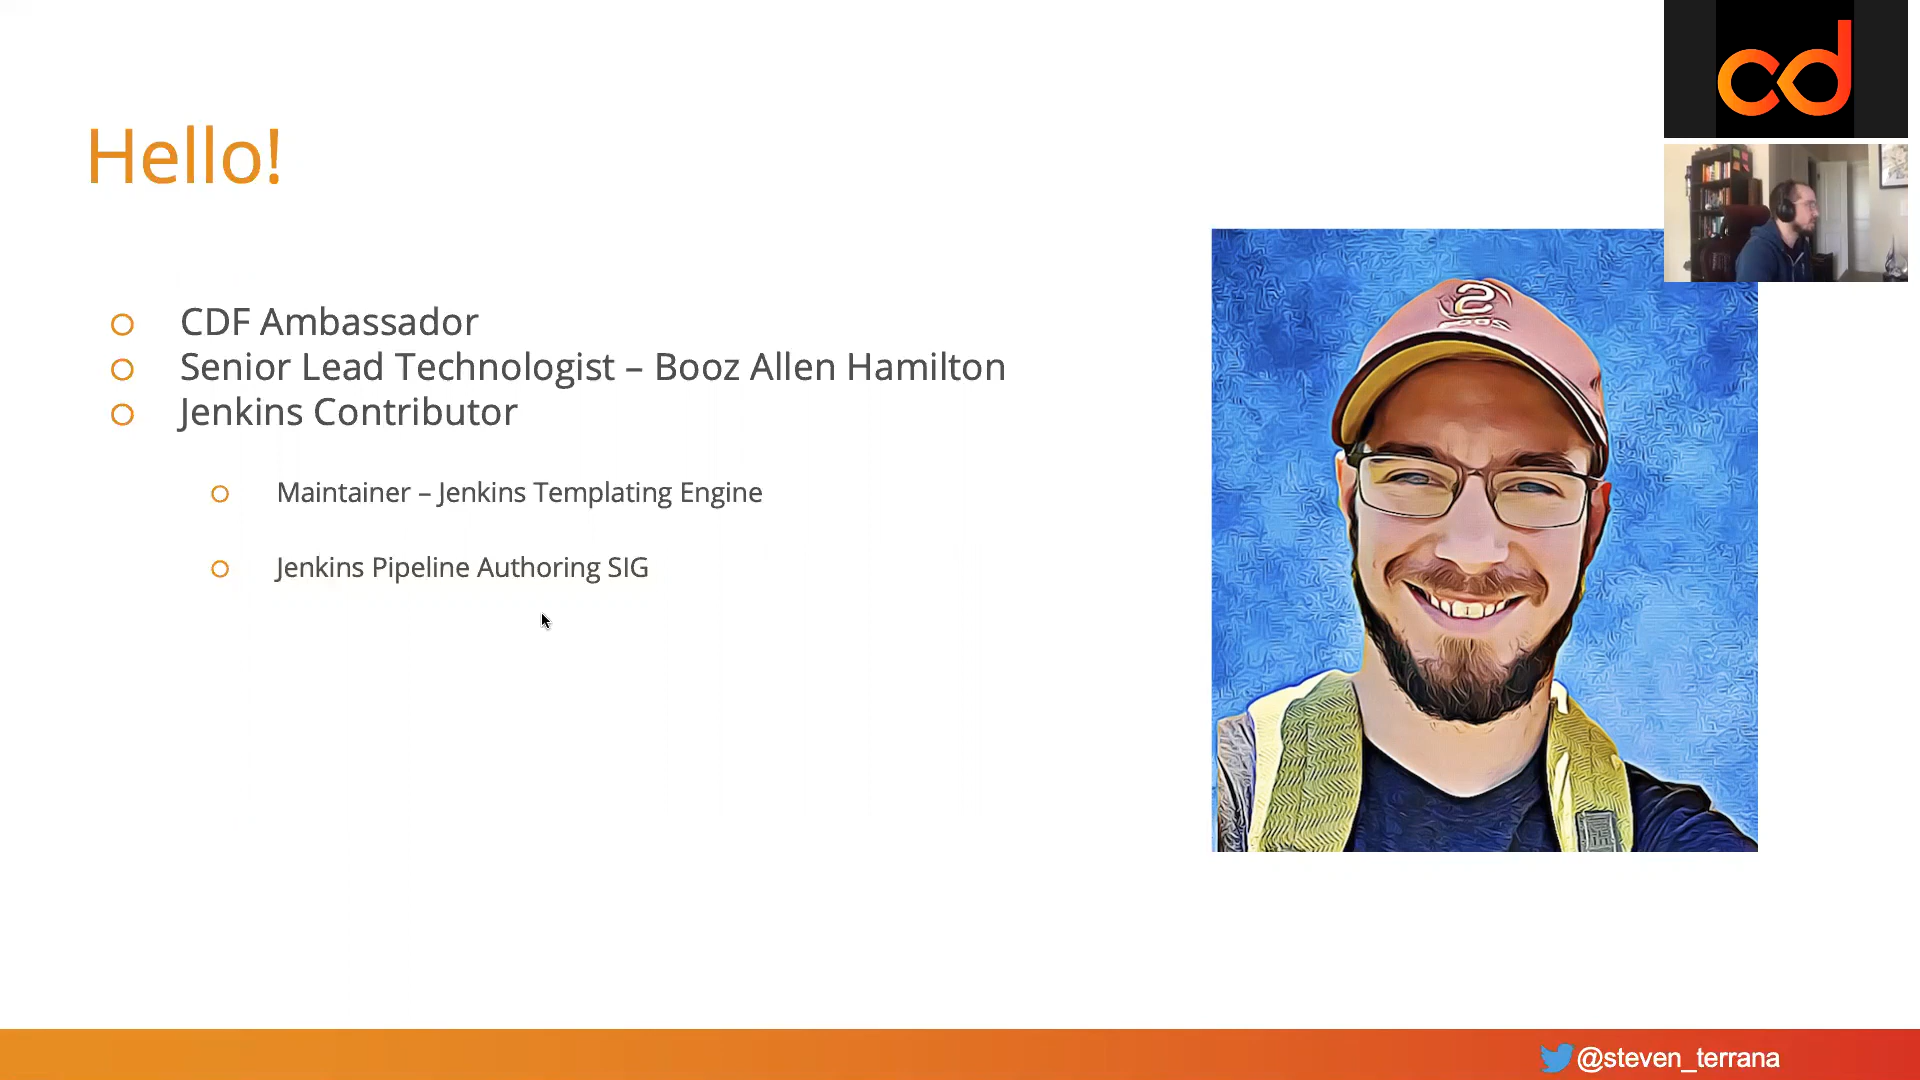 Hello!
CDF Ambassador
Senior Lead Technologist – Booz Allen Hamilton
Jenkins Contributor
Maintainer – Jenkins Templating Engine
Jenkins Pipeline Authoring SIG
cd
@steven_terrana